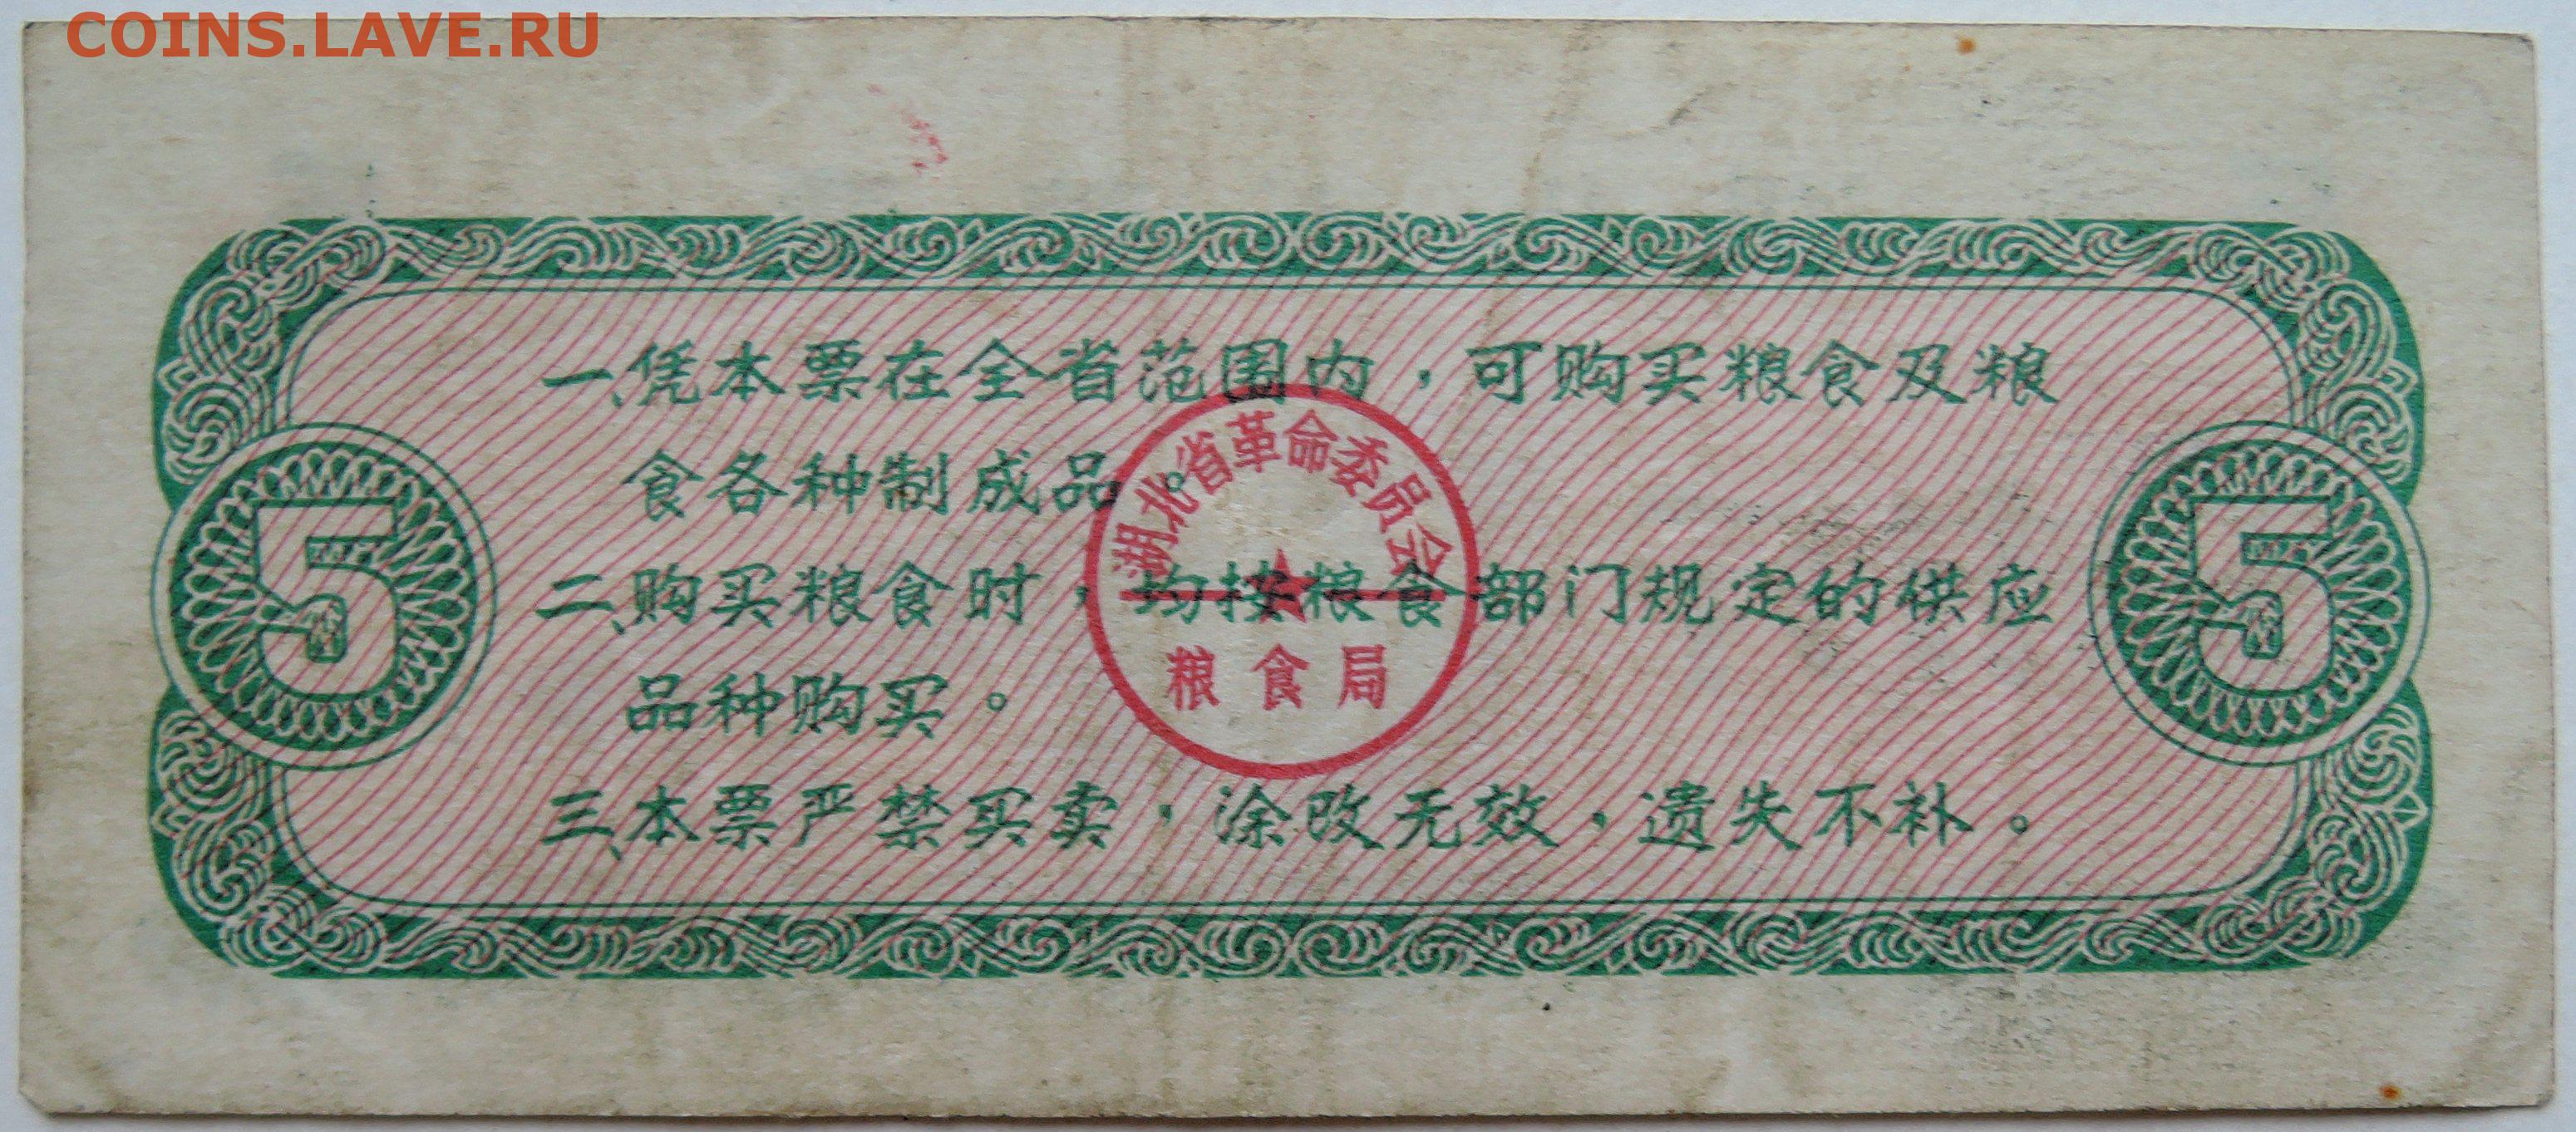 COINS.LAVE.RU
一、凭本票在全省范围内，可购买粮食及粮
食各种制成品。
二、购买粮食时，均按粮食部门规定的供应
品种购买。
三、本票严禁买卖，涂改无效，遗失不补。
5
5
湖北省革命委员会
粮食局